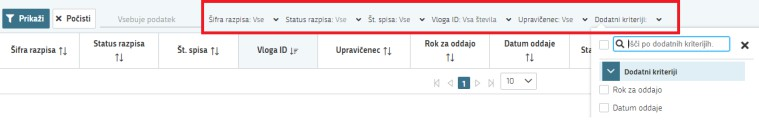 Prikaži × Počisti Vsebuje podatek Šifra razpisa: Vse Status razpisa: Vse Št. spisa: Vse Vloga ID: Vsa števila Upravičenec: Vse Dodatni kriteriji:
Išči po dodatnih kriterijih.
Šifra razpisa Status razpisa Št. spisa Vloga ID Upravičenec Rok za oddajo Datum oddaje Sta
Dodatni kriteriji
1 10
Rok za oddajo
Datum oddaje